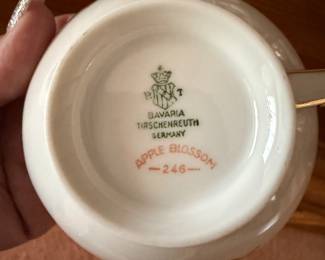 P T
BAVARIA
TIRSCHENREUTH
GERMANY
APPLE BLOSSOM
— 246 —